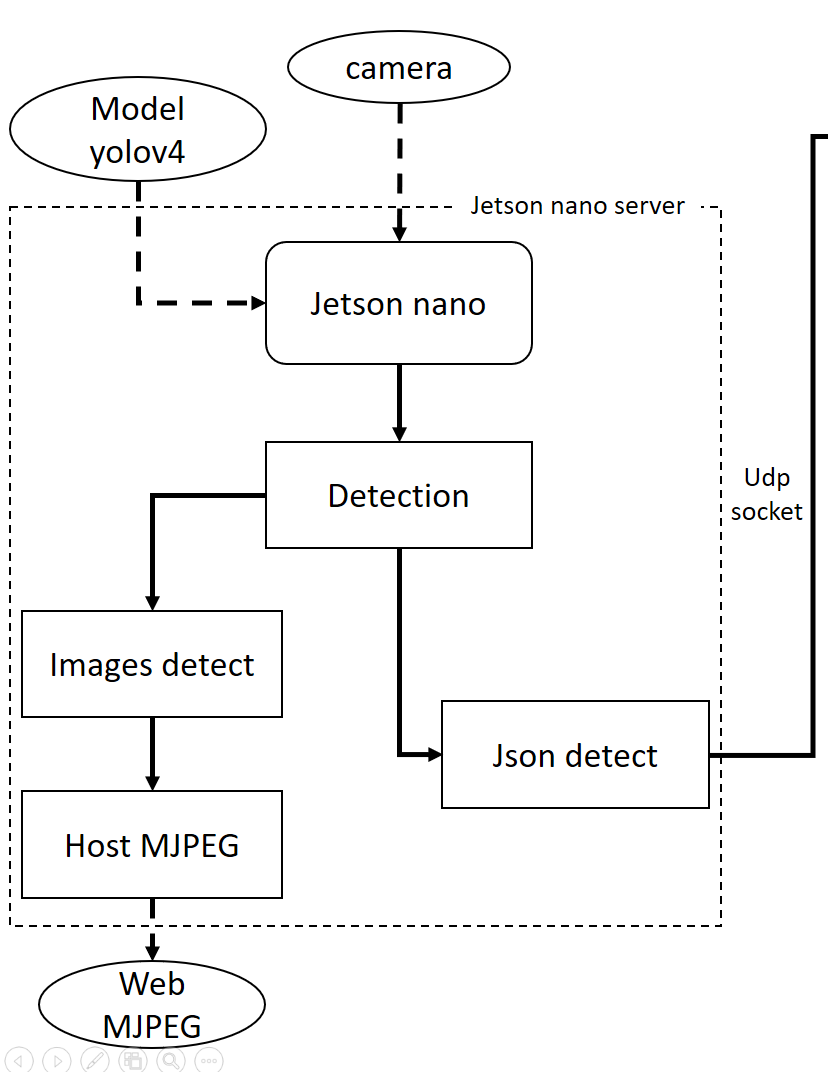 camera
Model
yolov4
Jetson nano server
Jetson nano
Udp
socket
Detection
Images detect
Json detect
Host MJPEG
Web
MJPEG